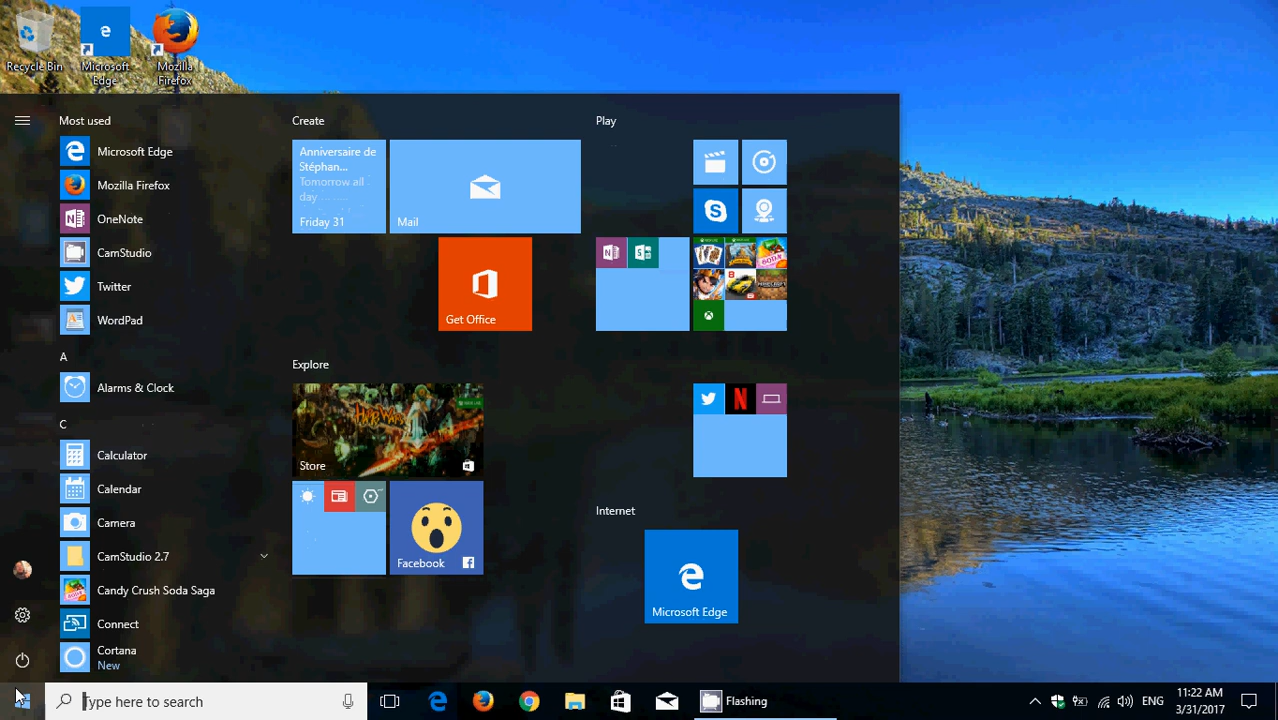 Recycle Bin
Microsoft
Edge
Mozilla
Firefox
Most used
Microsoft Edge
Mozilla Firefox
OneNote
CamStudio
Twitter
WordPad
A
Alarms & Clock
C
Calculator
Calendar
Camera
CamStudio 2.7
Candy Crush Soda Saga
Connect
Cortana
New
Create
Anniversaire de
Stéphan...
Tomorrow all
day
Friday 31
Mail
Get Office
Explore
Store
Facebook
Play
Internet
Microsoft Edge
Type here to search
Flashing
ENG
11:22 AM
3/31/2017